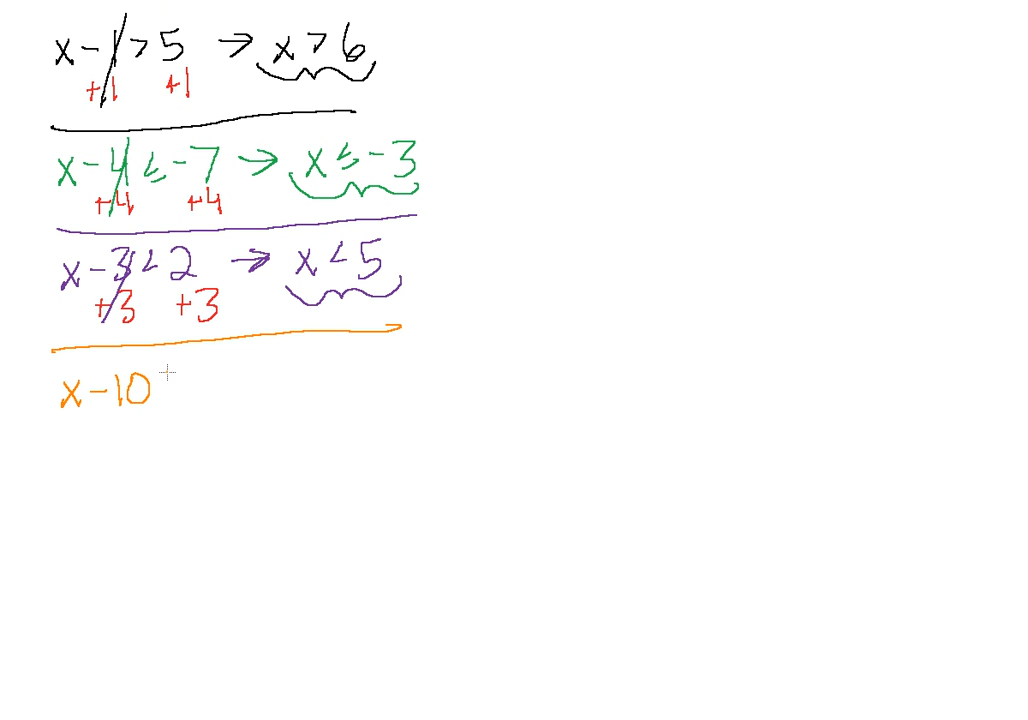 x - 1 > 5 → x > 6
+1 +1
x - 4 ≤ -7 → x ≤ -3
+4 +4
x - 3 < 2 → x < 5
+3 +3
x - 10